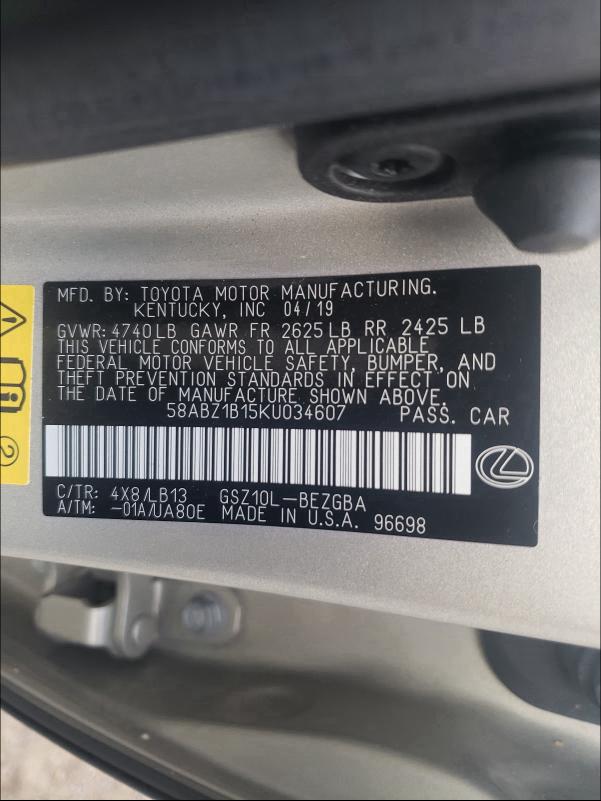 MFD. BY: TOYOTA MOTOR MANUFACTURING.
KENTUCKY, INC 04/19
GVWR: 4740LB GAWR FR 2625LB RR 2425 LB
THIS VEHICLE CONFORMS TO ALL APPLICABLE
FEDERAL MOTOR VEHICLE SAFETY, BUMPER, AND
THEFT PREVENTION STANDARDS IN EFFECT ON
THE DATE OF MANUFACTURE SHOWN ABOVE.
58ABZ1B15KU034607 PASS. CAR
C/TR: 4X8/LB13 GSZ10L-BEZGBA
A/TM: -01A/UA80E MADE IN U.S.A. 96698
2